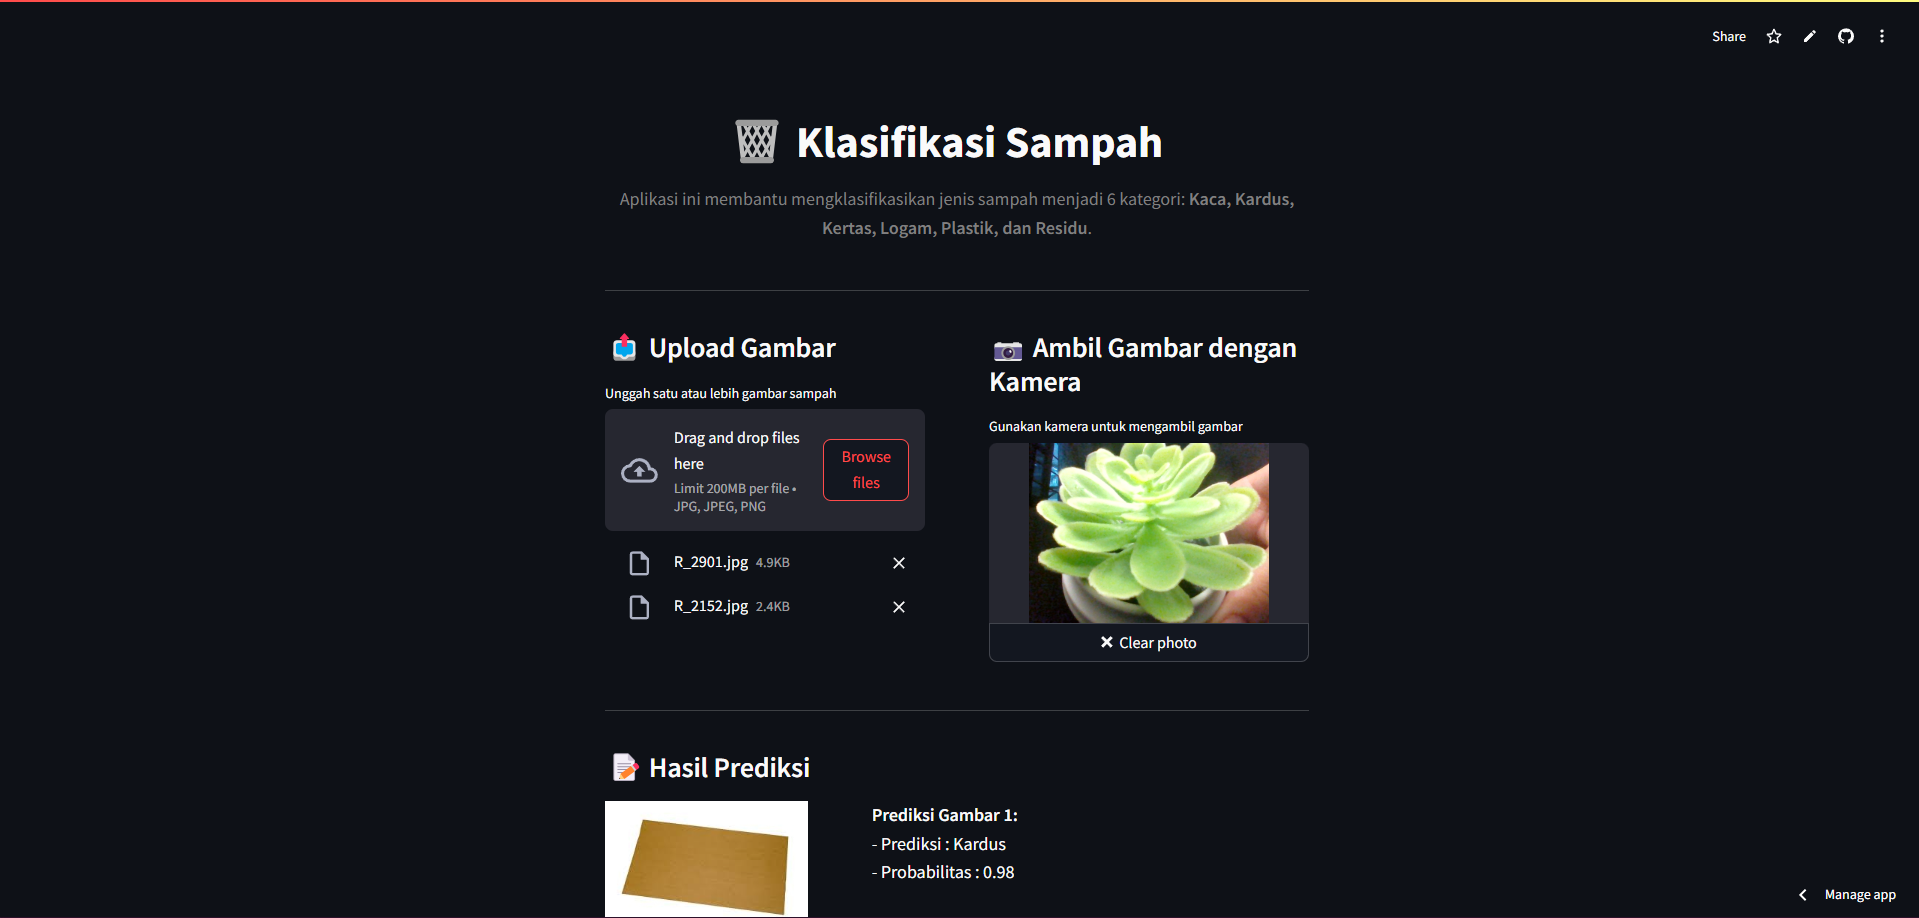 Share
Klasifikasi Sampah
Aplikasi ini membantu mengklasifikasikan jenis sampah menjadi 6 kategori: Kaca, Kardus,
Kertas, Logam, Plastik, dan Residu.
Upload Gambar
Unggah satu atau lebih gambar sampah
Drag and drop files
here
Limit 200MB per file •
JPG, JPEG, PNG
Browse
files
R_2901.jpg 4.9KB
R_2152.jpg 2.4KB
Ambil Gambar dengan
Kamera
Gunakan kamera untuk mengambil gambar
Clear photo
Hasil Prediksi
Prediksi Gambar 1:
- Prediksi : Kardus
- Probabilitas : 0.98
Manage app